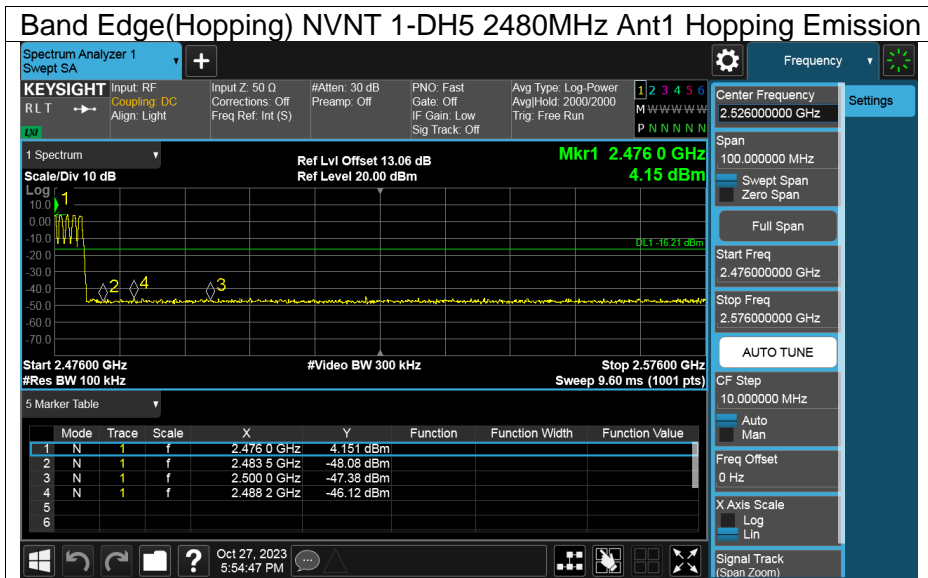 Band Edge(Hopping) NVNT 1-DH5 2480MHz Ant1 Hopping Emission
Spectrum Analyzer 1
Swept SA
+
Frequency
KEYSIGHT
RLT
LXI
Input: RF
Coupling: DC
Align: Light
Input Z: 50 Ω
Corrections: Off
Freq Ref: Int (S)
#Atten: 30 dB
Preamp: Off
PNO: Fast
Gate: Off
IF Gain: Low
Sig Track: Off
Avg Type: Log-Power
Avg|Hold: 2000/2000
Trig: Free Run
1 2 3 4 5 6
M W W W W W
P N N N N N
1 Spectrum
Scale/Div 10 dB
Ref Lvl Offset 13.06 dB
Ref Level 20.00 dBm
Mkr1 2.476 0 GHz
4.15 dBm
Log
10.0
0.00
-10.0
-20.0
-30.0
-40.0
-50.0
-60.0
-70.0
1
2
4
3
DL1 -16.21 dBm
Start 2.47600 GHz
#Res BW 100 kHz
#Video BW 300 kHz
Stop 2.57600 GHz
Sweep 9.60 ms (1001 pts)
5 Marker Table
Mode Trace Scale X Y Function Function Width Function Value
1 N 1 f 2.476 0 GHz 4.151 dBm
2 N 1 f 2.483 5 GHz -48.08 dBm
3 N 1 f 2.500 0 GHz -47.38 dBm
4 N 1 f 2.488 2 GHz -46.12 dBm
5
6
?
Oct 27, 2023
5:54:47 PM
Center Frequency
2.526000000 GHz
Settings
Span
100.000000 MHz
Swept Span
Zero Span
Full Span
Start Freq
2.476000000 GHz
Stop Freq
2.576000000 GHz
AUTO TUNE
CF Step
10.000000 MHz
Auto
Man
Freq Offset
0 Hz
X Axis Scale
Log
Lin
Signal Track
(Span Zoom)